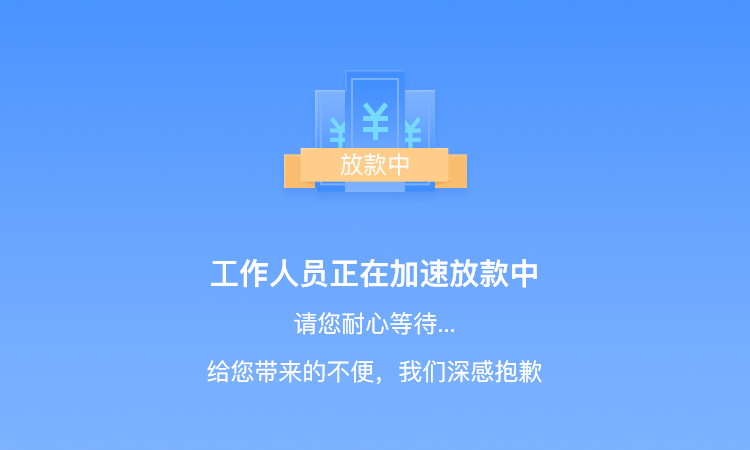 ¥ ¥ ¥
放款中
工作人员正在加速放款中
请您耐心等待...
给您带来的不便，我们深感抱歉